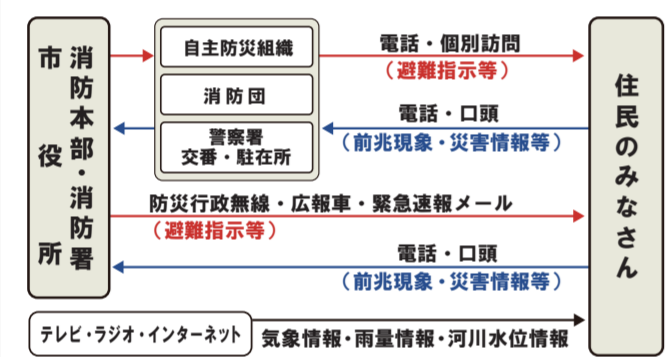 市役所
消防本部・消防署
自主防災組織
消防団
警察署
交番・駐在所
電話・個別訪問
（避難指示等）
電話・口頭
（前兆現象・災害情報等）
防災行政無線・広報車・緊急速報メール
（避難指示等）
電話・口頭
（前兆現象・災害情報等）
住民のみなさん
テレビ・ラジオ・インターネット
気象情報・雨量情報・河川水位情報